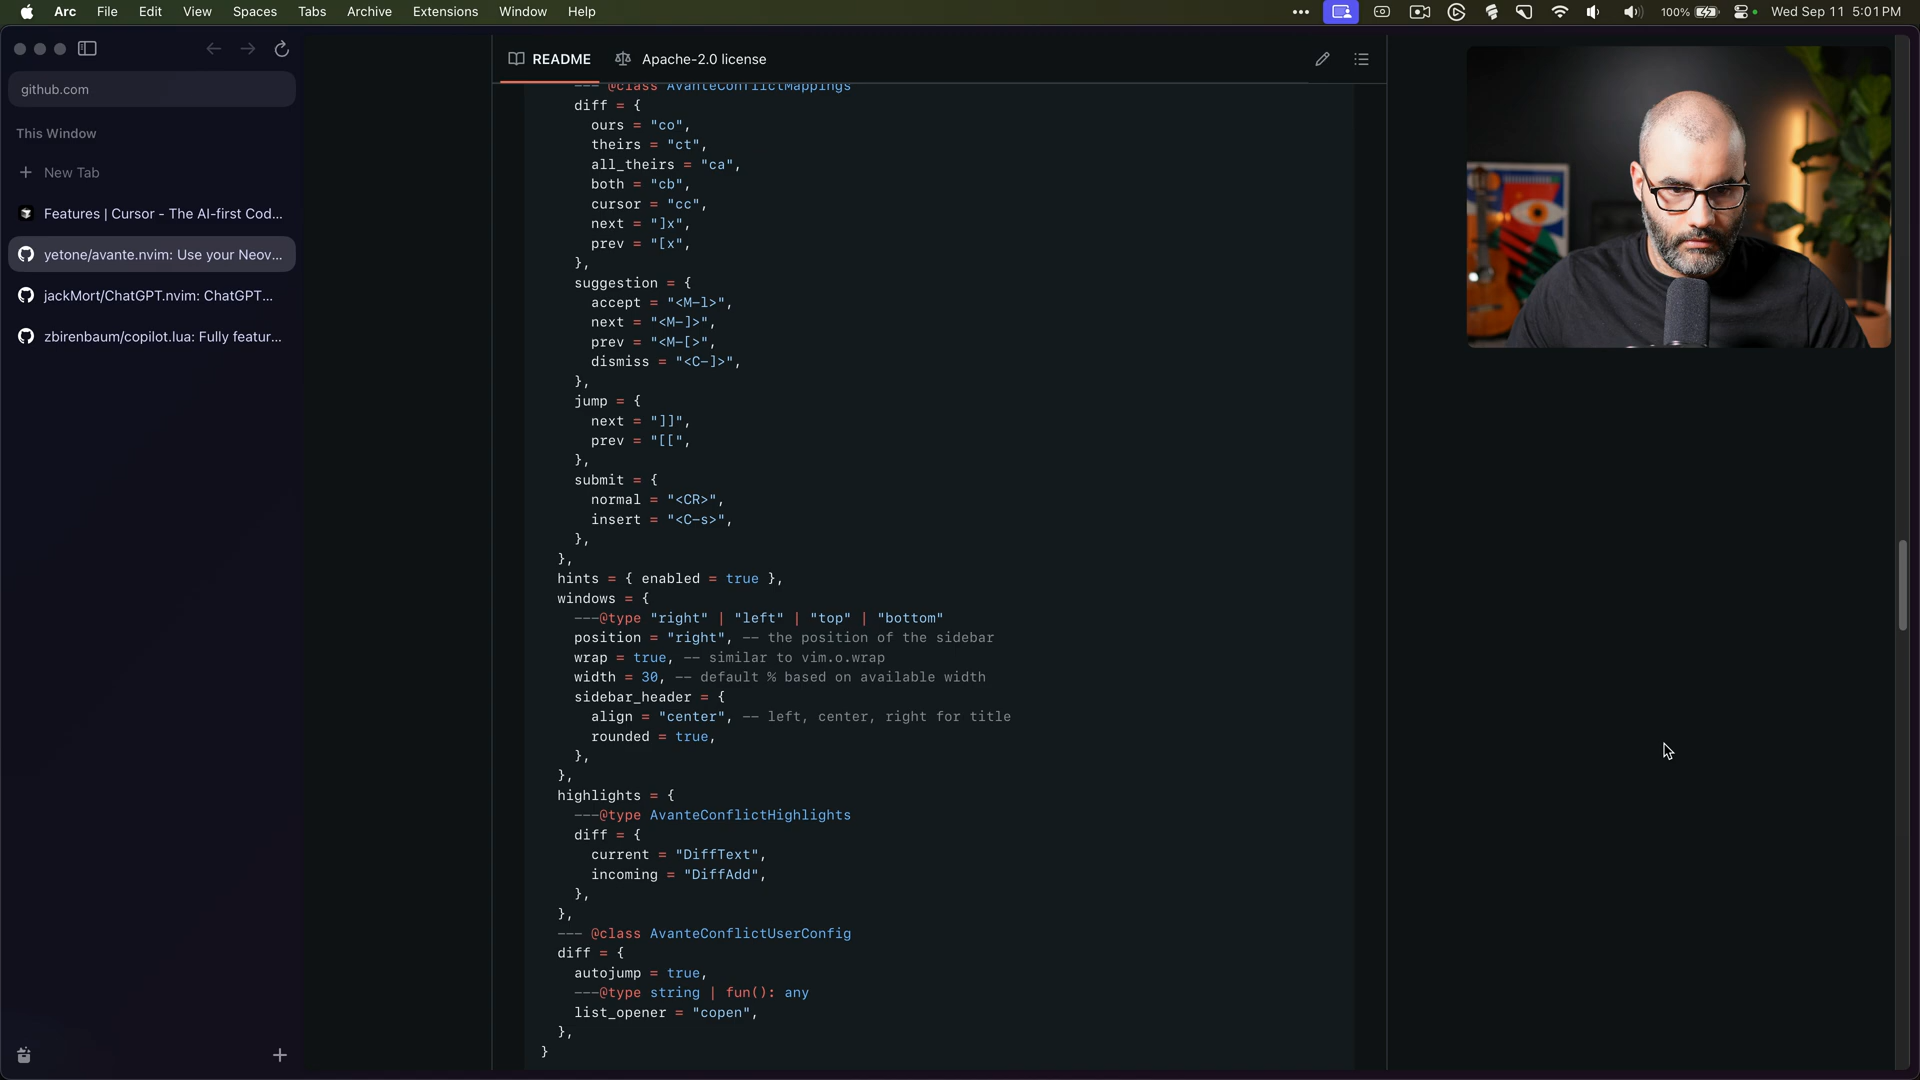 Arc File Edit View Spaces Tabs Archive Extensions Window Help
100% Wed Sep 11 5:01 PM
github.com
This Window
New Tab
Features | Cursor - The AI-first Cod...
yetone/avante.nvim: Use your Neov...
jackMort/ChatGPT.nvim: ChatGPT...
zbirenbaum/copilot.lua: Fully featur...
README Apache-2.0 license
--- @class AvanteConflictMappings
diff = {
ours = "co",
theirs = "ct",
all_theirs = "ca",
both = "cb",
cursor = "cc",
next = "]x",
prev = "[x",
},
suggestion = {
accept = "<M-l>",
next = "<M-]>",
prev = "<M-[>",
dismiss = "<C-]>",
},
jump = {
next = "]]",
prev = "[[",
},
submit = {
normal = "<CR>",
insert = "<C-s>",
},
},
hints = { enabled = true },
windows = {
---@type "right" | "left" | "top" | "bottom"
position = "right", -- the position of the sidebar
wrap = true, -- similar to vim.o.wrap
width = 30, -- default % based on available width
sidebar_header = {
align = "center", -- left, center, right for title
rounded = true,
},
},
highlights = {
---@type AvanteConflictHighlights
diff = {
current = "DiffText",
incoming = "DiffAdd",
},
},
--- @class AvanteConflictUserConfig
diff = {
autojump = true,
---@type string | fun(): any
list_opener = "copen",
},
}